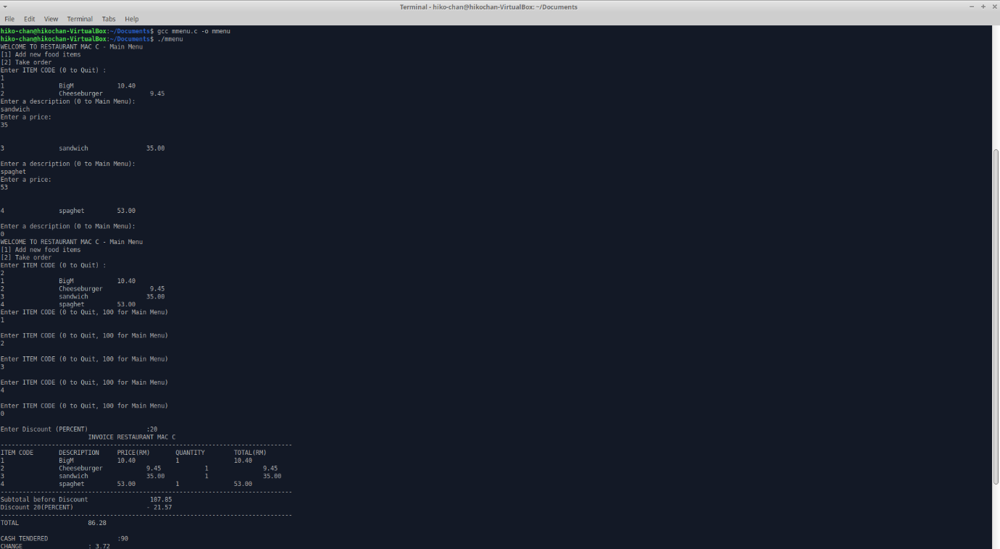 Terminal - hiko-chan@hikochan-VirtualBox: ~/Documents
File Edit View Terminal Tabs Help
hiko-chan@hikochan-VirtualBox:~/Documents$ gcc mmenu.c -o mmenu
hiko-chan@hikochan-VirtualBox:~/Documents$ ./mmenu
WELCOME TO RESTAURANT MAC C - Main Menu
[1] Add new food items
[2] Take order
Enter ITEM CODE (0 to Quit) :
1
1 BigM 10.40
2 Cheeseburger 9.45
Enter a description (0 to Main Menu):
sandwich
Enter a price:
35
3 sandwich 35.00
Enter a description (0 to Main Menu):
spaghet
Enter a price:
53
4 spaghet 53.00
Enter a description (0 to Main Menu):
0
WELCOME TO RESTAURANT MAC C - Main Menu
[1] Add new food items
[2] Take order
Enter ITEM CODE (0 to Quit) :
2
1 BigM 10.40
2 Cheeseburger 9.45
3 sandwich 35.00
4 spaghet 53.00
Enter ITEM CODE (0 to Quit, 100 for Main Menu)
1
Enter ITEM CODE (0 to Quit, 100 for Main Menu)
2
Enter ITEM CODE (0 to Quit, 100 for Main Menu)
3
Enter ITEM CODE (0 to Quit, 100 for Main Menu)
4
Enter ITEM CODE (0 to Quit, 100 for Main Menu)
0
Enter Discount (PERCENT) :20
INVOICE RESTAURANT MAC C
--------------------------------------------------------------------------------
ITEM CODE DESCRIPTION PRICE(RM) QUANTITY TOTAL(RM)
1 BigM 10.40 1 10.40
2 Cheeseburger 9.45 1 9.45
3 sandwich 35.00 1 35.00
4 spaghet 53.00 1 53.00
--------------------------------------------------------------------------------
Subtotal before Discount 107.85
Discount 20(PERCENT) - 21.57
--------------------------------------------------------------------------------
TOTAL 86.28
CASH TENDERED :90
CHANGE : 3.72